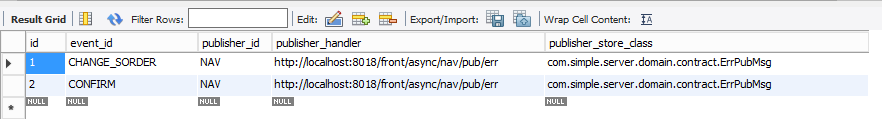 Result Grid Filter Rows: Edit: Export/Import: Wrap Cell Content: IA
id event_id publisher_id publisher_handler publisher_store_class
1 CHANGE_SORDER NAV http://localhost:8018/front/async/nav/pub/err com.simple.server.domain.contract.ErrPubMsg
2 CONFIRM NAV http://localhost:8018/front/async/nav/pub/err com.simple.server.domain.contract.ErrPubMsg
NULL NULL NULL NULL NULL